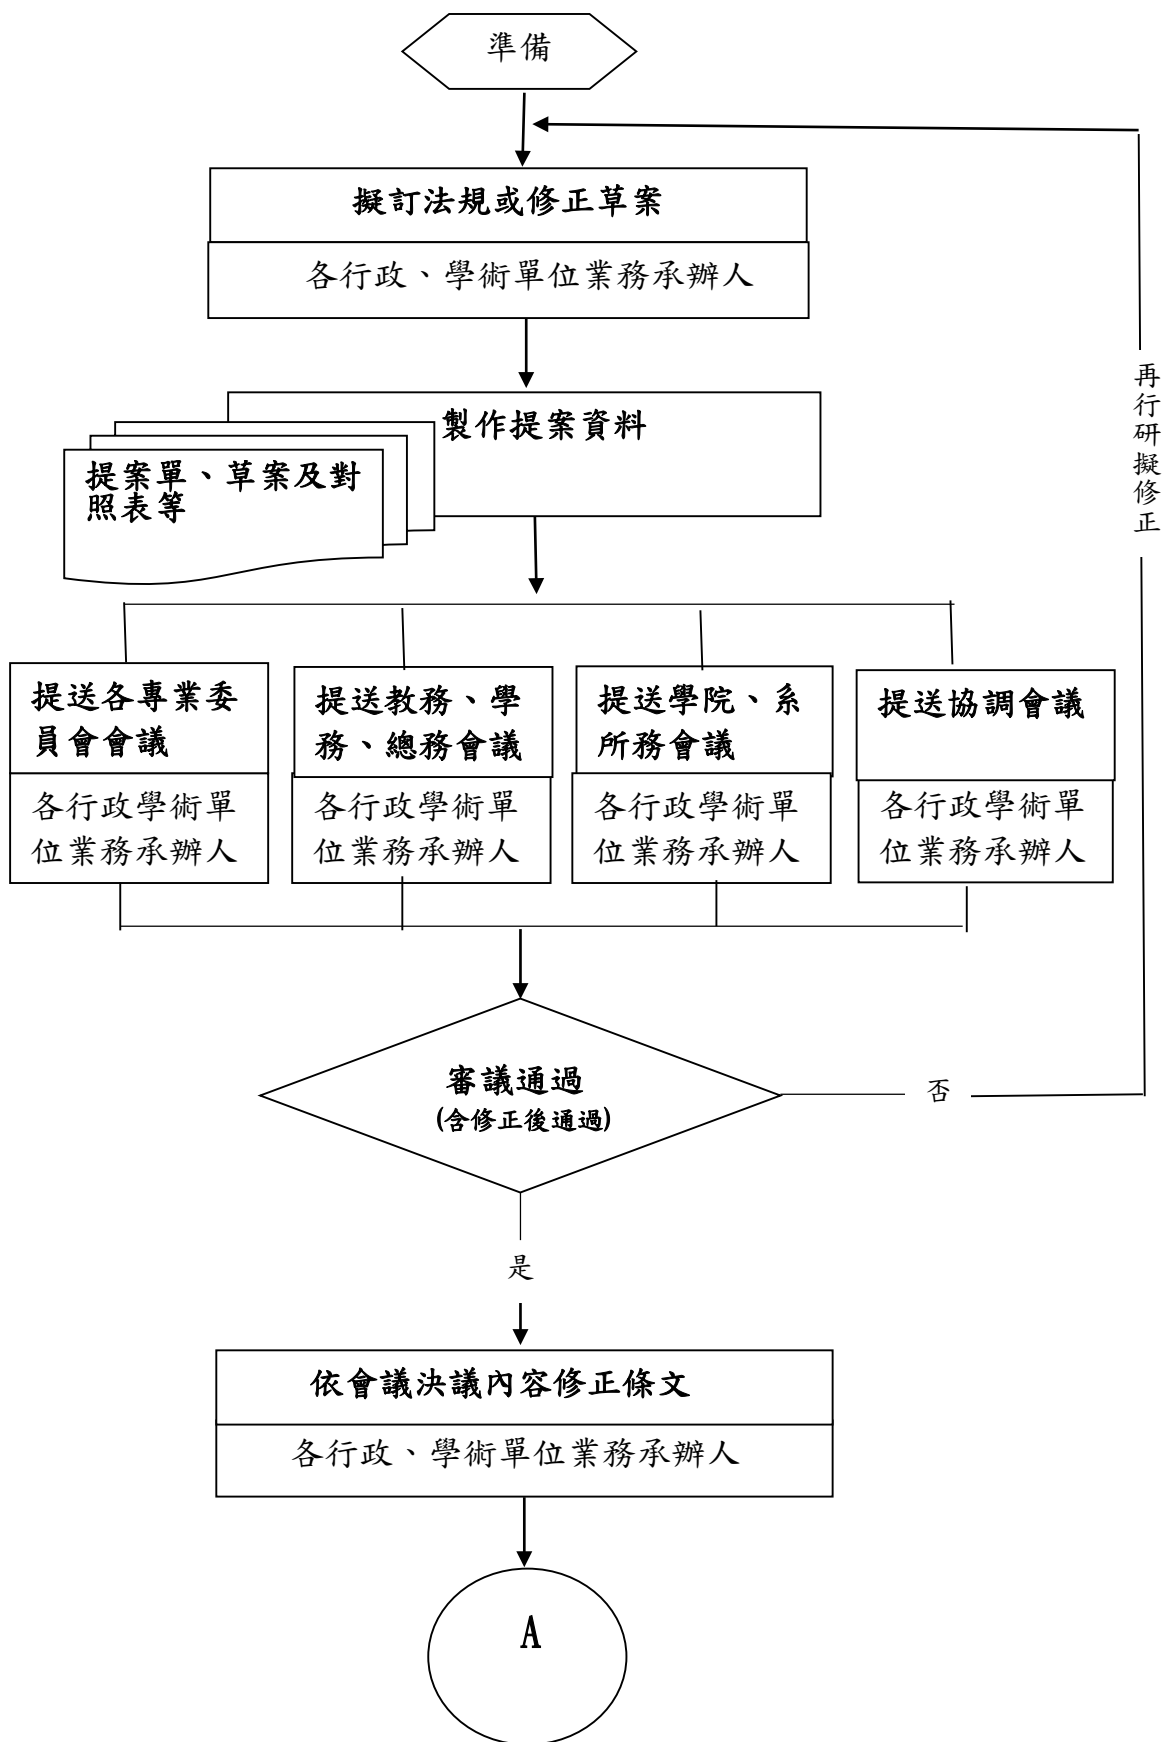 準備
擬訂法規或修正草案
各行政、學術單位業務承辦人
製作提案資料
提案單、草案及對
照表等
提送各專業委
員會會議
各行政學術單
位業務承辦人
提送教務、學
務、總務會議
各行政學術單
位業務承辦人
提送學院、系
所務會議
各行政學術單
位業務承辦人
提送協調會議
各行政學術單
位業務承辦人
審議通過
(含修正後通過)
否
再行研擬修正
是
依會議決議內容修正條文
各行政、學術單位業務承辦人
A